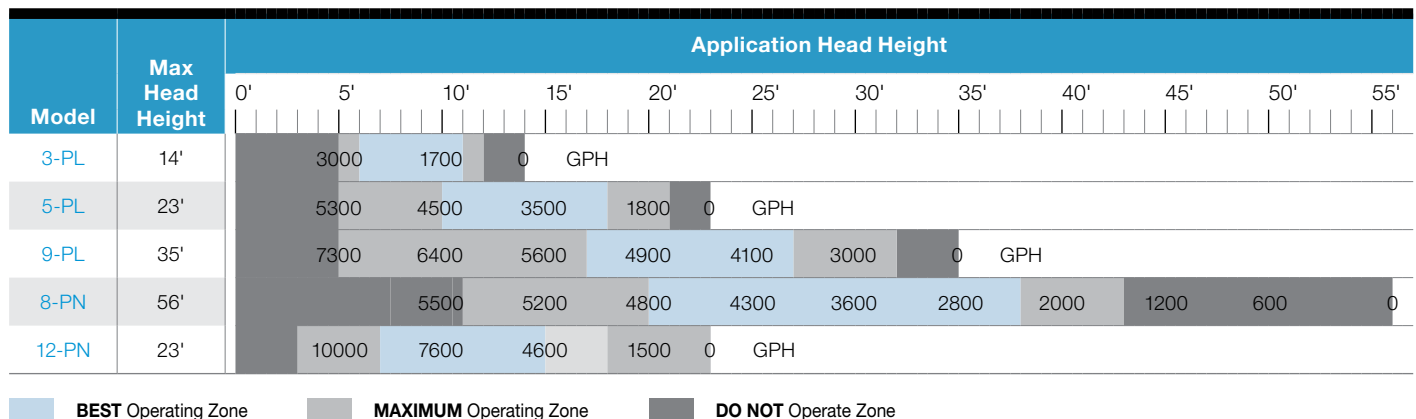 Application Head Height
Model Max Head Height 0' 5' 10' 15' 20' 25' 30' 35' 40' 45' 50' 55'
3-PL 14' 3000 1700 0 GPH
5-PL 23' 5300 4500 3500 1800 0 GPH
9-PL 35' 7300 6400 5600 4900 4100 3000 0 GPH
8-PN 56' 5500 5200 4800 4300 3600 2800 2000 1200 600 0
12-PN 23' 10000 7600 4600 1500 0 GPH
BEST Operating Zone MAXIMUM Operating Zone DO NOT Operate Zone